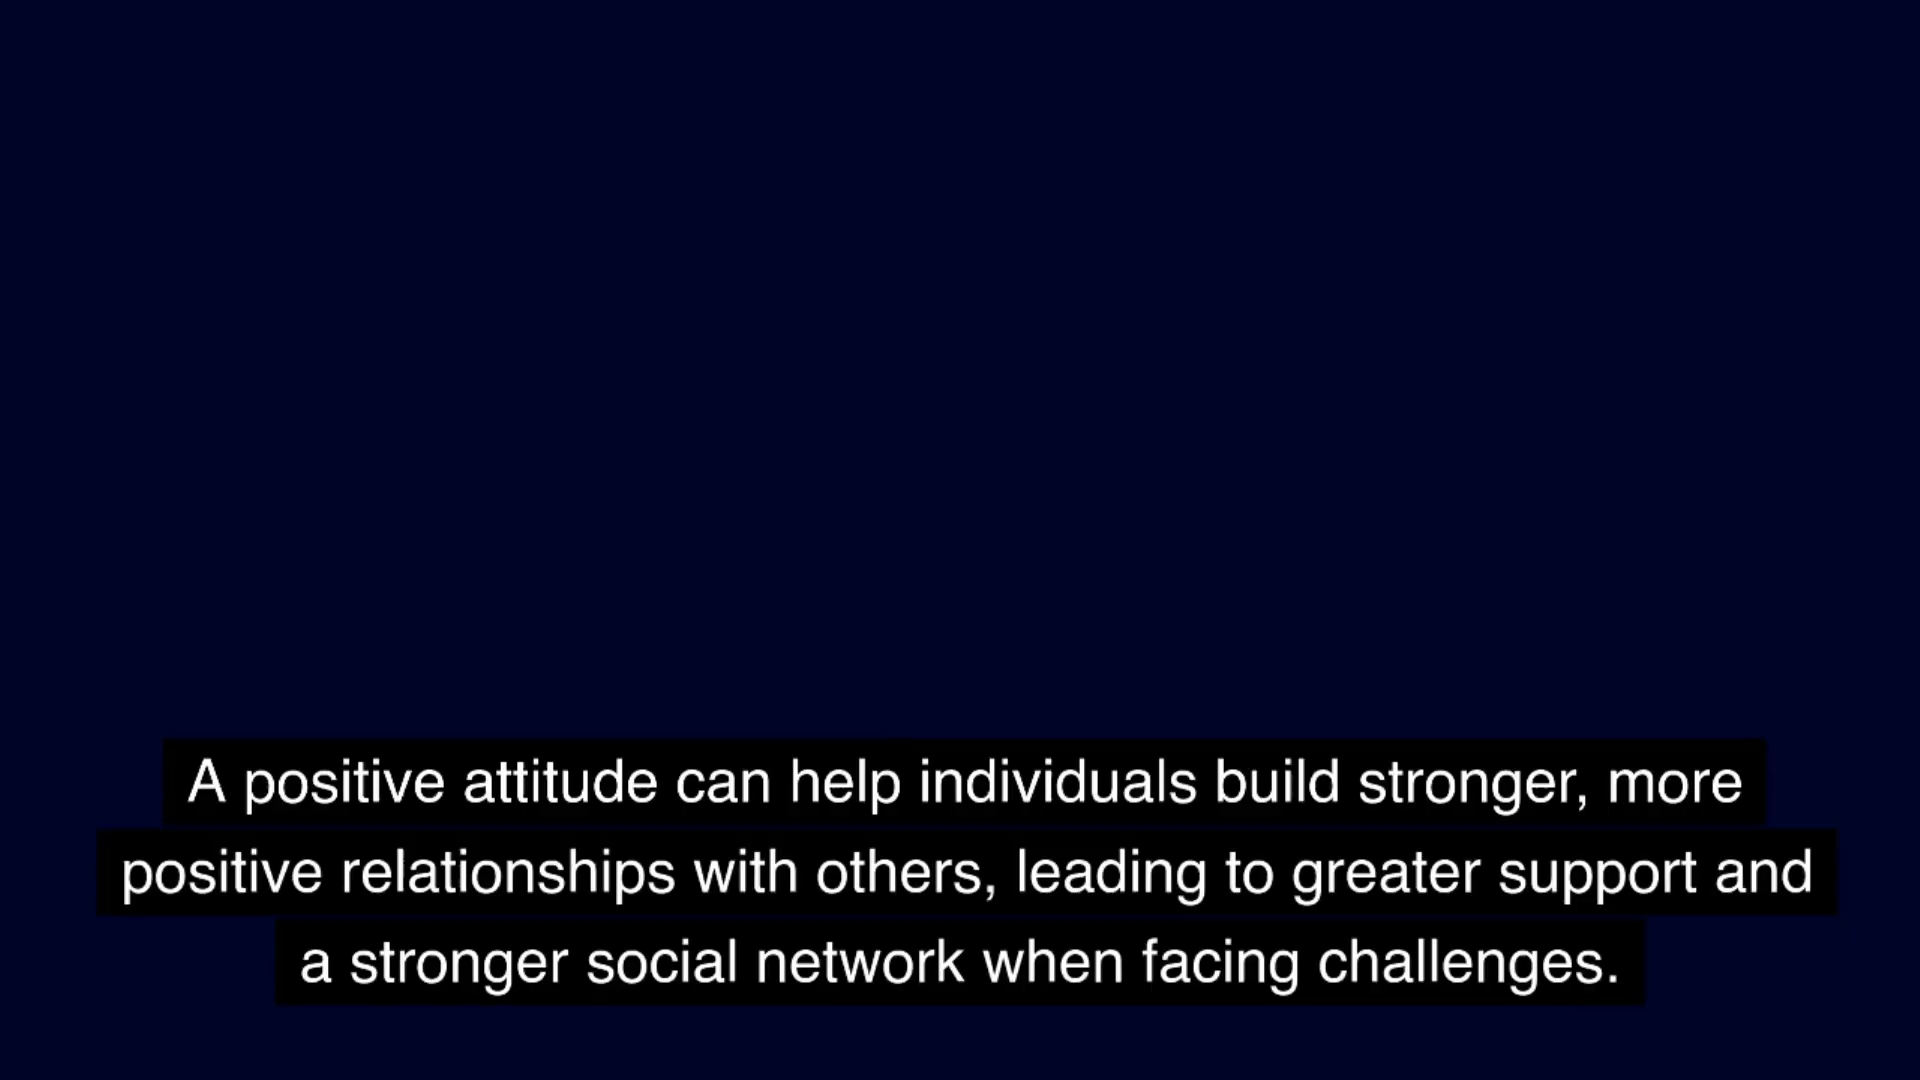 A positive attitude can help individuals build stronger, more
positive relationships with others, leading to greater support and
a stronger social network when facing challenges.